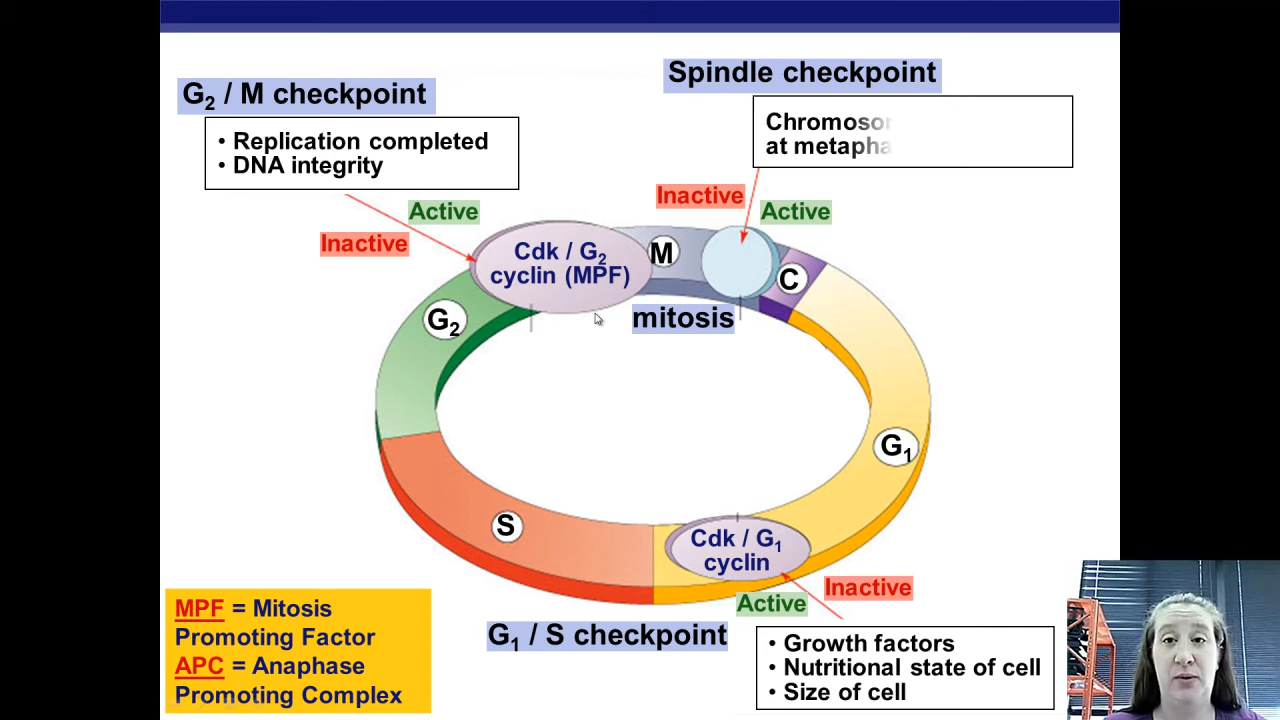 G₂ / M checkpoint
• Replication completed
• DNA integrity
Spindle checkpoint
Chromoso
at metapha
Inactive
Active
Active
Inactive
Cdk / G₂
cyclin (MPF)
M
C
G₂
mitosis
G₁
S
Cdk / G₁
cyclin
Inactive
Active
G₁ / S checkpoint
• Growth factors
• Nutritional state of cell
• Size of cell
MPF = Mitosis
Promoting Factor
APC = Anaphase
Promoting Complex